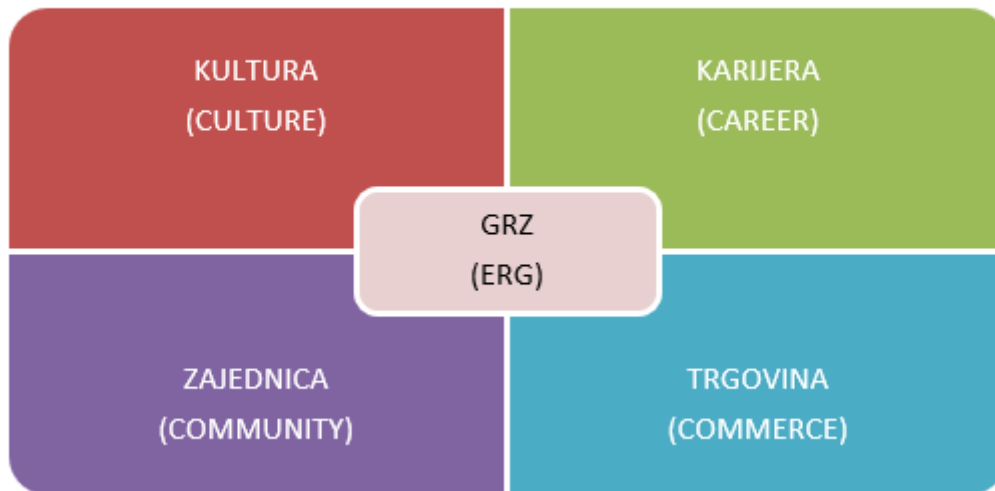 KULTURA
(CULTURE)
KARIJERA
(CAREER)
GRZ
(ERG)
ZAJEDNICA
(COMMUNITY)
TRGOVINA
(COMMERCE)